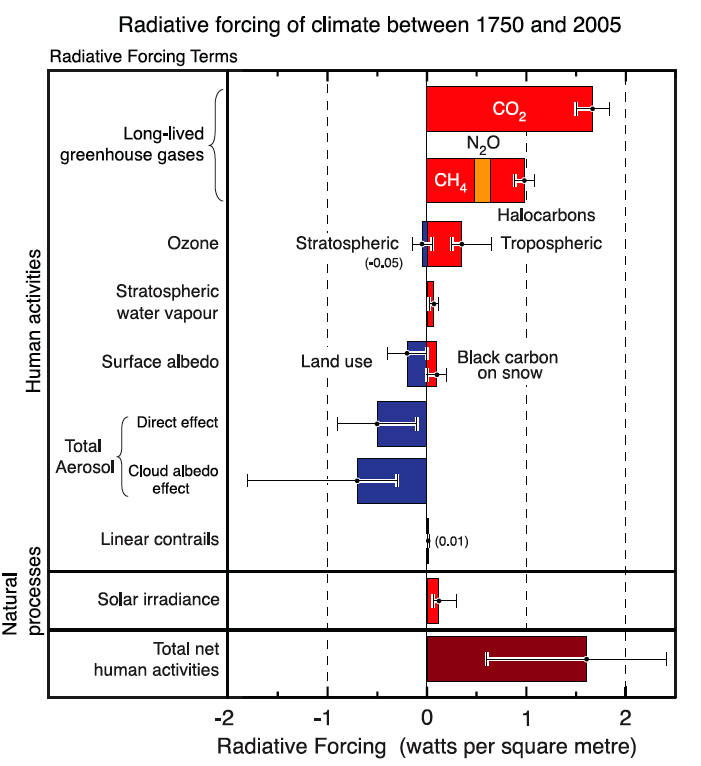 Radiative forcing of climate between 1750 and 2005
Radiative Forcing Terms
Human activities
Long-lived
greenhouse gases
CO₂
N₂O
CH₄
Halocarbons
Ozone
Stratospheric
(-0.05)
Tropospheric
Stratospheric
water vapour
Surface albedo
Land use
Black carbon
on snow
Total
Aerosol
Direct effect
Cloud albedo
effect
Linear contrails
(0.01)
Natural
processes
Solar irradiance
Total net
human activities
-2 -1 0 1 2
Radiative Forcing (watts per square metre)